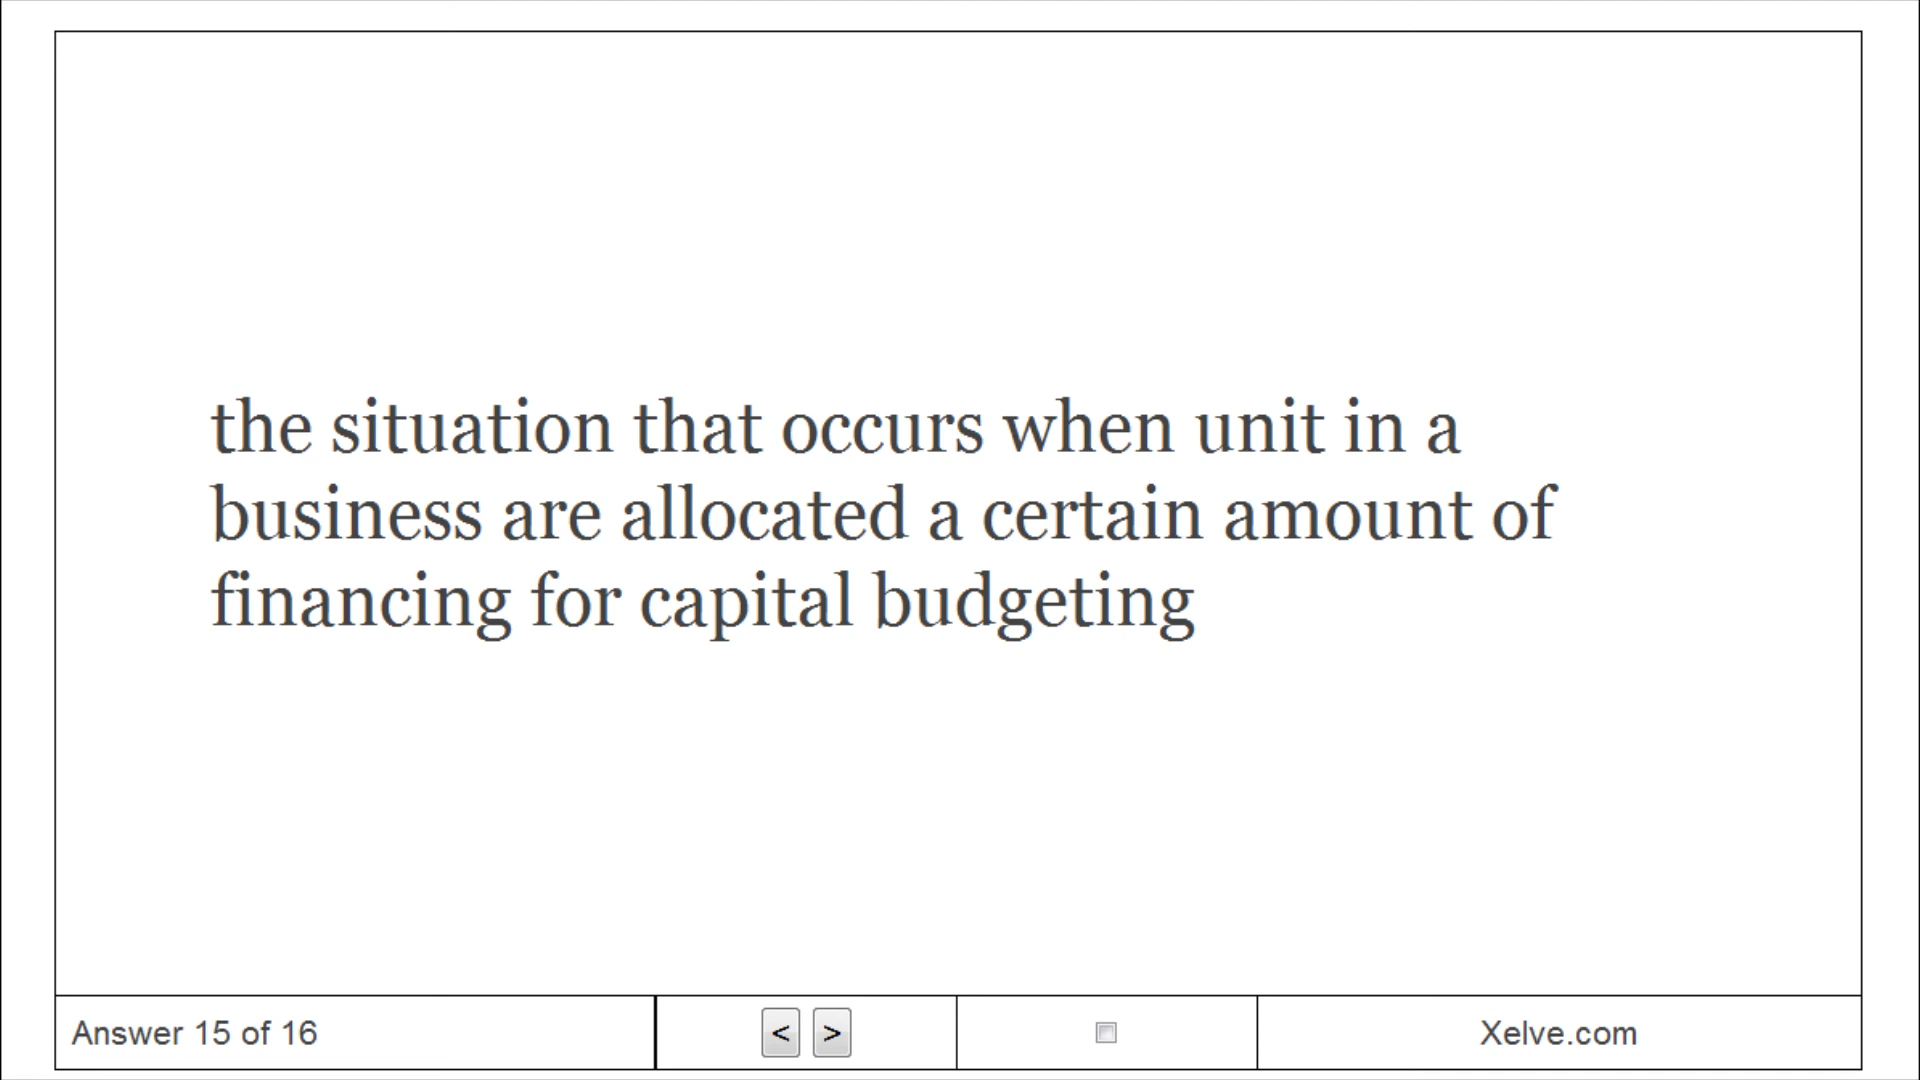 the situation that occurs when unit in a
business are allocated a certain amount of
financing for capital budgeting
Answer 15 of 16
<
>
Xelve.com